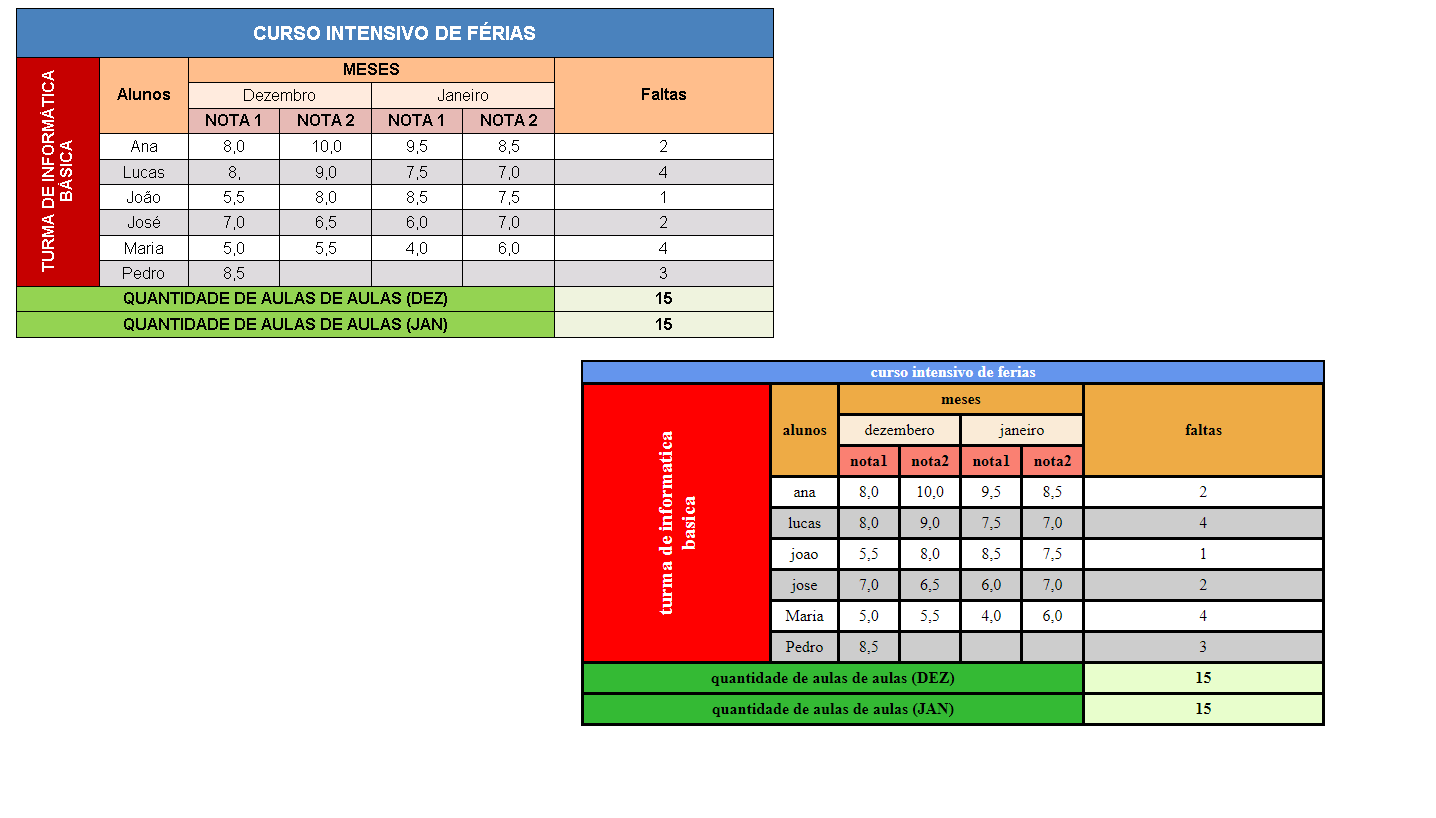 CURSO INTENSIVO DE FÉRIAS
TURMA DE INFORMÁTICA
BÁSICA
Alunos
MESES
Faltas
Dezembro Janeiro
NOTA 1 NOTA 2 NOTA 1 NOTA 2
Ana 8,0 10,0 9,5 8,5 2
Lucas 8, 9,0 7,5 7,0 4
João 5,5 8,0 8,5 7,5 1
José 7,0 6,5 6,0 7,0 2
Maria 5,0 5,5 4,0 6,0 4
Pedro 8,5 3
QUANTIDADE DE AULAS DE AULAS (DEZ) 15
QUANTIDADE DE AULAS DE AULAS (JAN) 15
curso intensivo de ferias
turma de informatica
basica
alunos
meses
faltas
dezembero janeiro
nota1 nota2 nota1 nota2
ana 8,0 10,0 9,5 8,5 2
lucas 8,0 9,0 7,5 7,0 4
joao 5,5 8,0 8,5 7,5 1
jose 7,0 6,5 6,0 7,0 2
Maria 5,0 5,5 4,0 6,0 4
Pedro 8,5 3
quantidade de aulas de aulas (DEZ) 15
quantidade de aulas de aulas (JAN) 15